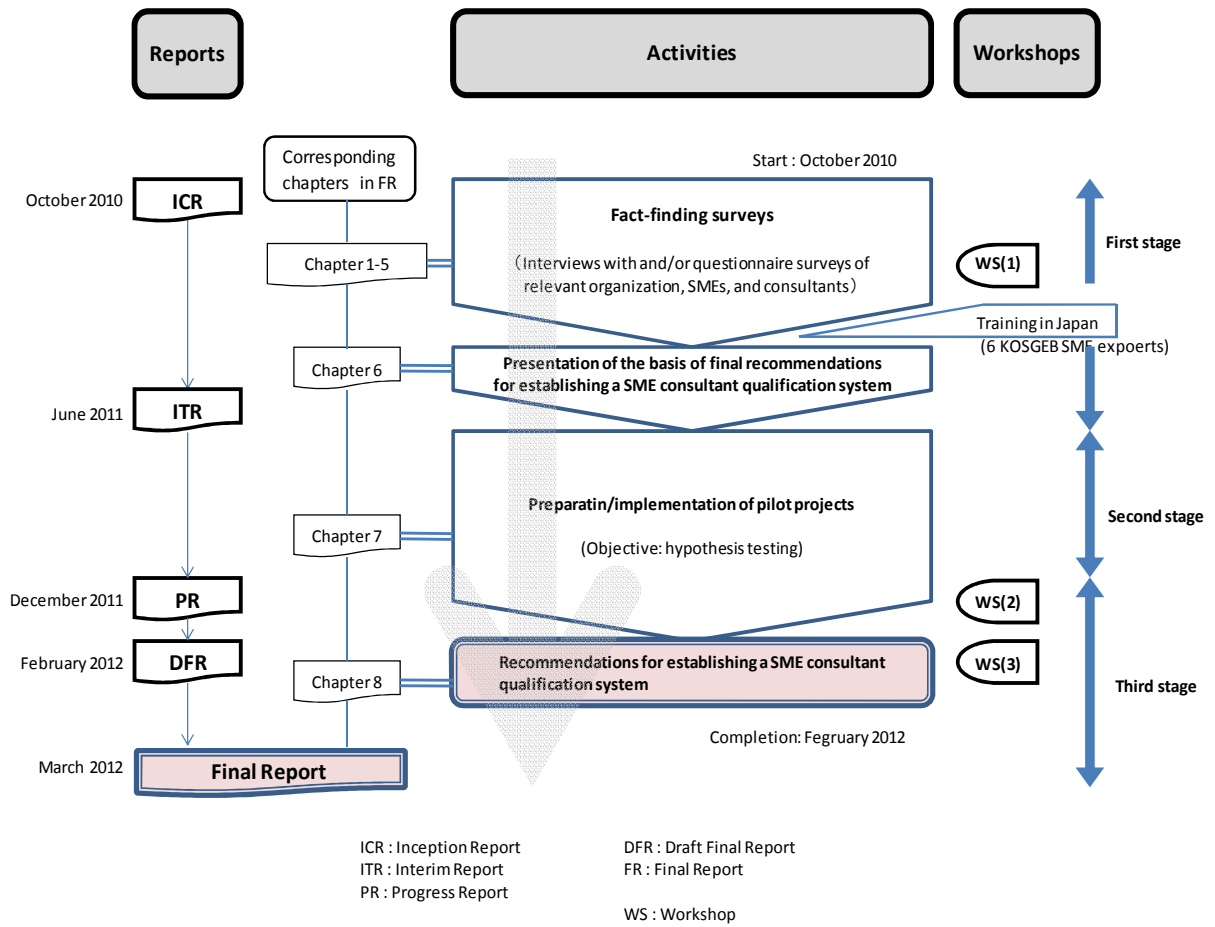 Reports
Activities
Workshops
Corresponding
chapters in FR
Start : October 2010
October 2010
ICR
Fact-finding surveys
First stage
Chapter 1-5
（Interviews with and/or questionnaire surveys of
relevant organization, SMEs, and consultants）
WS(1)
Training in Japan
(6 KOSGEB SME expoerts)
Chapter 6
Presentation of the basis of final recommendations
for establishing a SME consultant qualification system
June 2011
ITR
Preparatin/implementation of pilot projects
Second stage
Chapter 7
(Objective: hypothesis testing)
December 2011
PR
WS(2)
February 2012
DFR
Chapter 8
Recommendations for establishing a SME consultant
qualification system
WS(3)
Third stage
Completion: Fegruary 2012
March 2012
Final Report
ICR : Inception Report
ITR : Interim Report
PR : Progress Report
DFR : Draft Final Report
FR : Final Report
WS : Workshop